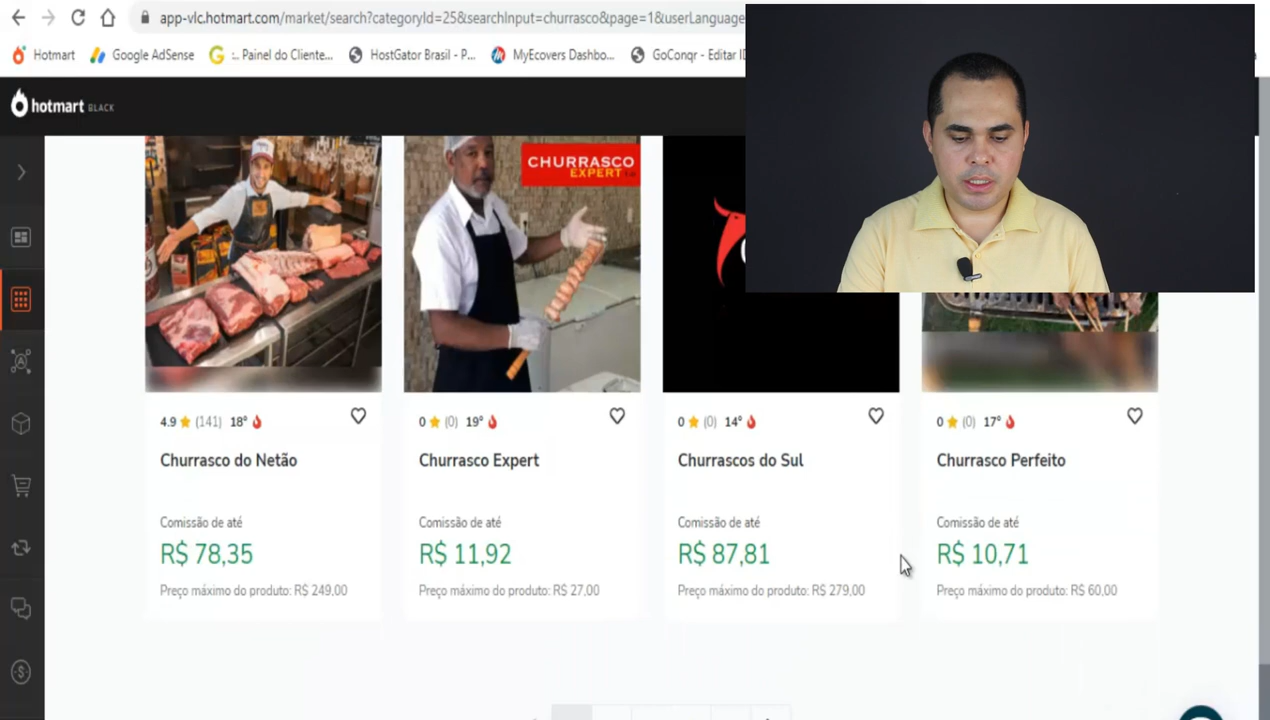 app-vlc.hotmart.com/market/search?categoryId=25&searchInput=churrasco&page=1&userLanguage
Hotmart Google AdSense :. Painel do Cliente... HostGator Brasil - P... MyEcovers Dashbo... GoConqr - Editar
hotmart BLACK
CHURRASCO
EXPERT
4.9 (141) 18° 0 (0) 19° 0 (0) 14° 0 (0) 17°
Churrasco do Netão Churrasco Expert Churrascos do Sul Churrasco Perfeito
Comissão de até Comissão de até Comissão de até Comissão de até
R$ 78,35 R$ 11,92 R$ 87,81 R$ 10,71
Preço máximo do produto: R$ 249,00 Preço máximo do produto: R$ 27,00 Preço máximo do produto: R$ 279,00 Preço máximo do produto: R$ 60,00